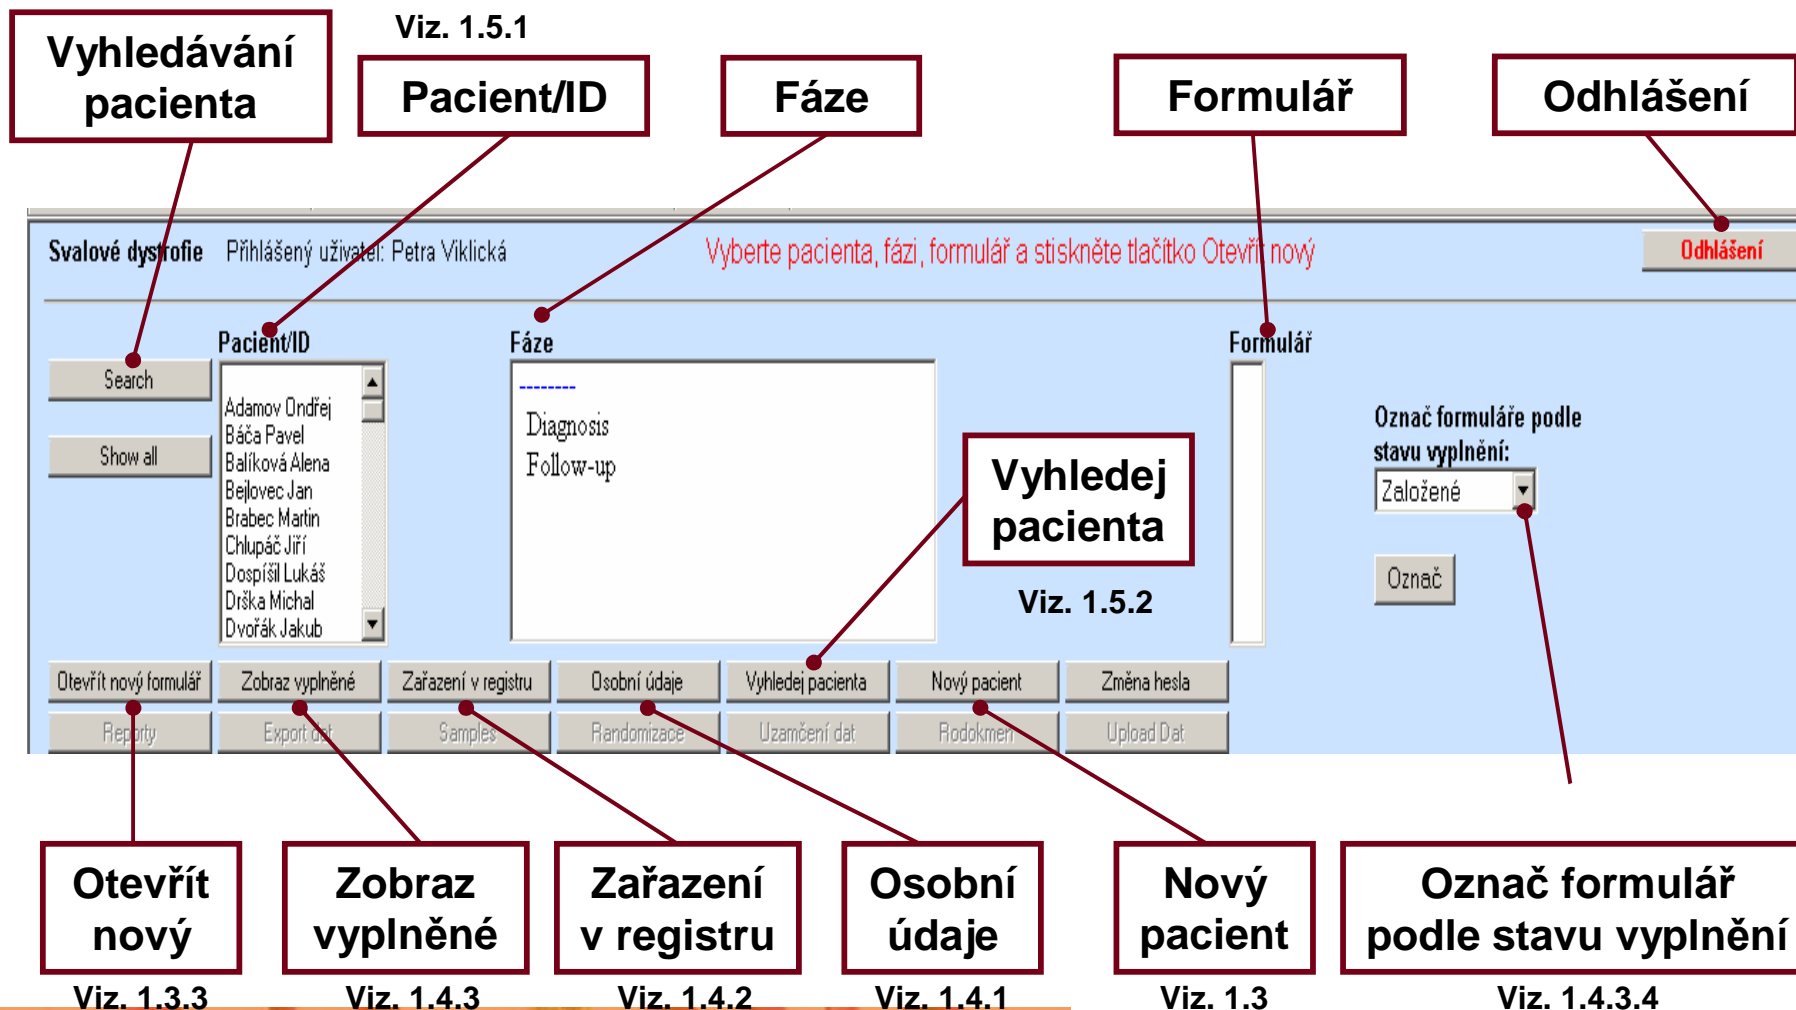 Viz. 1.5.1
Vyhledávání
pacienta
Pacient/ID
Fáze
Formulář
Odhlášení
Svalové dystrofie
Přihlášený uživatel: Petra Viklická
Vyberte pacienta, fázi, formulář a stiskněte tlačítko Otevřít nový
Odhlášení
Pacient/ID
Fáze
Formulář
Search
Show all
Adamov Ondřej
Báča Pavel
Balíková Alena
Bejlovec Jan
Brabec Martin
Chlupáč Jiří
Dospíšil Lukáš
Drška Michal
Dvořák Jakub
--------
Diagnosis
Follow-up
Vyhledej
pacienta
Viz. 1.5.2
Označ formuláře podle
stavu vyplnění:
Založené
Označ
Otevřít nový formulář
Zobraz vyplněné
Zařazení v registru
Osobní údaje
Vyhledej pacienta
Nový pacient
Změna hesla
Reporty
Export dat
Samples
Randomizace
Uzamčení dat
Rodokmen
Upload Dat
Otevřít
nový
Viz. 1.3.3
Zobraz
vyplněné
Viz. 1.4.3
Zařazení
v registru
Viz. 1.4.2
Osobní
údaje
Viz. 1.4.1
Nový
pacient
Viz. 1.3
Označ formulář
podle stavu vyplnění
Viz. 1.4.3.4